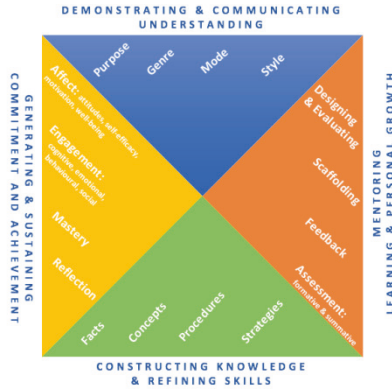 DEMONSTRATING & COMMUNICATING
UNDERSTANDING
Purpose
Genre
Mode
Style
GENERATING & SUSTAINING
COMMITMENT AND ACHIEVEMENT
Affect: attitudes, self-efficacy,
motivation, well-being
Engagement:
cognitive, emotional,
behavioural, social
Mastery
Reflection
Designing
& Evaluating
Scaffolding
Feedback
Assessment:
formative & summative
MENTORING
LEARNING & PERSONAL GROWTH
Facts
Concepts
Procedures
Strategies
CONSTRUCTING KNOWLEDGE
& REFINING SKILLS